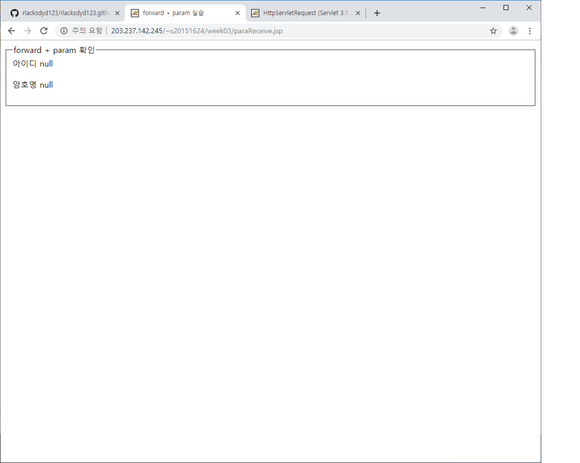 rlacksdyd123/rlacksdyd123.gith
forward + param 실습
HttpServletRequest (Servlet 3.1
주의 요함
203.237.142.245/~s20151624/week03/paraReceive.jsp
forward + param 확인
아이디 null
암호명 null